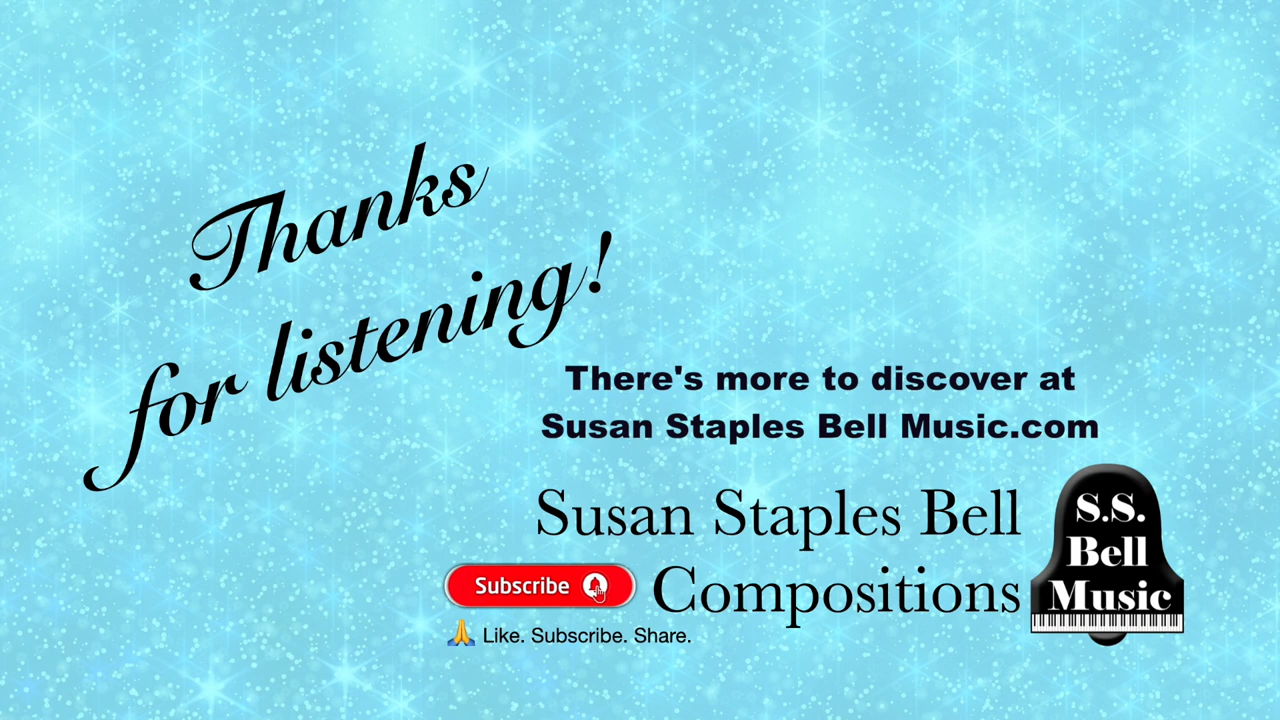 Thanks
for listening!
There's more to discover at
Susan Staples Bell Music.com
Susan Staples Bell
Compositions
Subscribe
🙏 Like. Subscribe. Share.
S.S.
Bell
Music